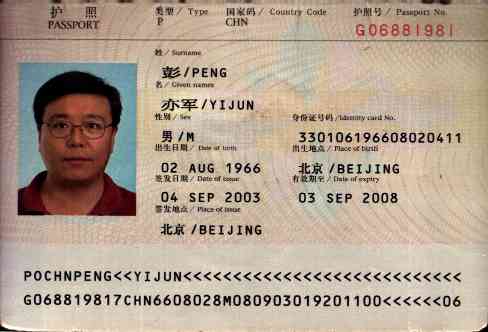 护照 类型 / Type 国家码 / Country Code 护照号 / Passport No.
PASSPORT P CHN G06881981
姓 / Surname
彭/PENG
名 / Given names
亦军/YIJUN
性别 / Sex 身份证号码 /Identity card No.
男/M 330106196608020411
出生日期 / Date of birth 出生地点 / Place of birth
02 AUG 1966 北京/BEIJING
签发日期 / Date of issue 有效期至 / Date of expiry
04 SEP 2003 03 SEP 2008
签发地点 / Place of issue
北京/BEIJING
POCHNPENG<<YIJUN<<<<<<<<<<<<<<<<<<<<<<<<<<<<
G068819817CHN6608028M080903019201100<<<<<<06